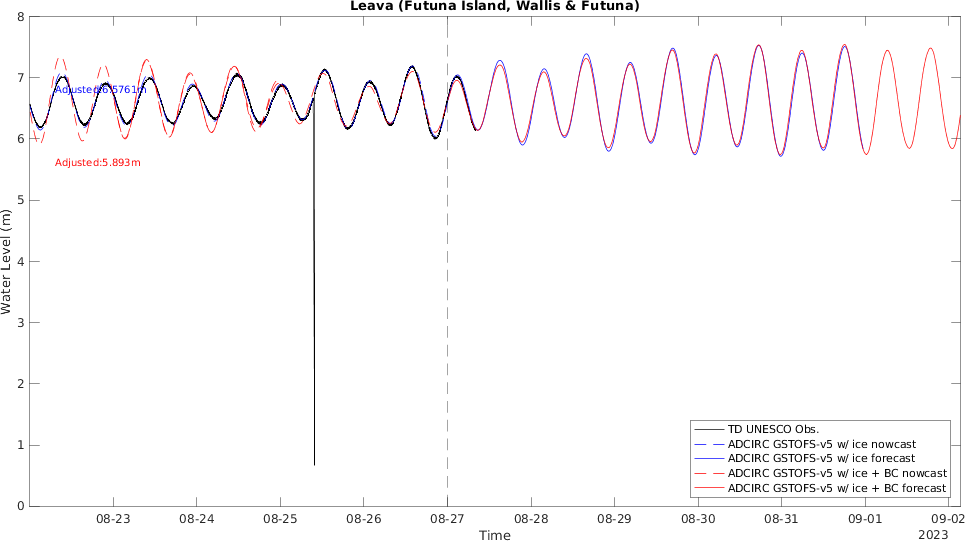 Leava (Futuna Island, Wallis & Futuna)
8
7
6
5
4
3
2
1
0
Water Level (m)
Adjusted:6.5761m
Adjusted:5.893m
TD UNESCO Obs.
ADCIRC GSTOFS-v5 w/ ice nowcast
ADCIRC GSTOFS-v5 w/ ice forecast
ADCIRC GSTOFS-v5 w/ ice + BC nowcast
ADCIRC GSTOFS-v5 w/ ice + BC forecast
08-23 08-24 08-25 08-26 08-27 08-28 08-29 08-30 08-31 09-01 09-02
Time
2023